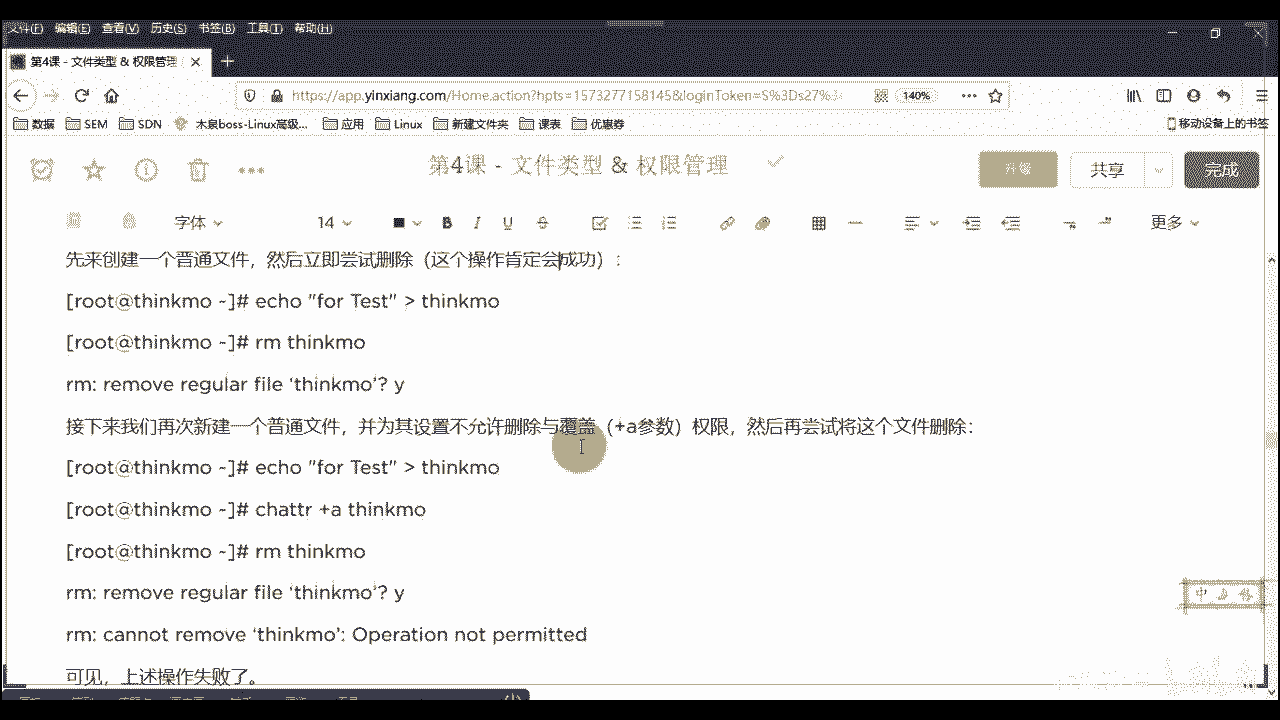 文件(F) 编辑(E) 查看(V) 历史(S) 书签(B) 工具(T) 帮助(H)
第4课 - 文件类型 & 权限管理
https://app.yinxiang.com/Home.action?hpts=1573277158145&loginToken=S%3Ds27%3
140%
数据 SEM SDN 木泉boss-Linux高级... 应用 Linux 新建文件夹 课表 优惠券 移动设备上的书签
第4课 - 文件类型 & 权限管理
升级 共享 完成
字体 14 B I U 更多
先来创建一个普通文件，然后立即尝试删除（这个操作肯定会成功）：
[root@thinkmo ~]# echo "for Test" > thinkmo
[root@thinkmo ~]# rm thinkmo
rm: remove regular file ‘thinkmo’? y
接下来我们再次新建一个普通文件，并为其设置不允许删除与覆盖（+a参数）权限，然后再尝试将这个文件删除：
[root@thinkmo ~]# echo "for Test" > thinkmo
[root@thinkmo ~]# chattr +a thinkmo
[root@thinkmo ~]# rm thinkmo
rm: remove regular file ‘thinkmo’? y
rm: cannot remove ‘thinkmo’: Operation not permitted
中
可见，上述操作失败了。